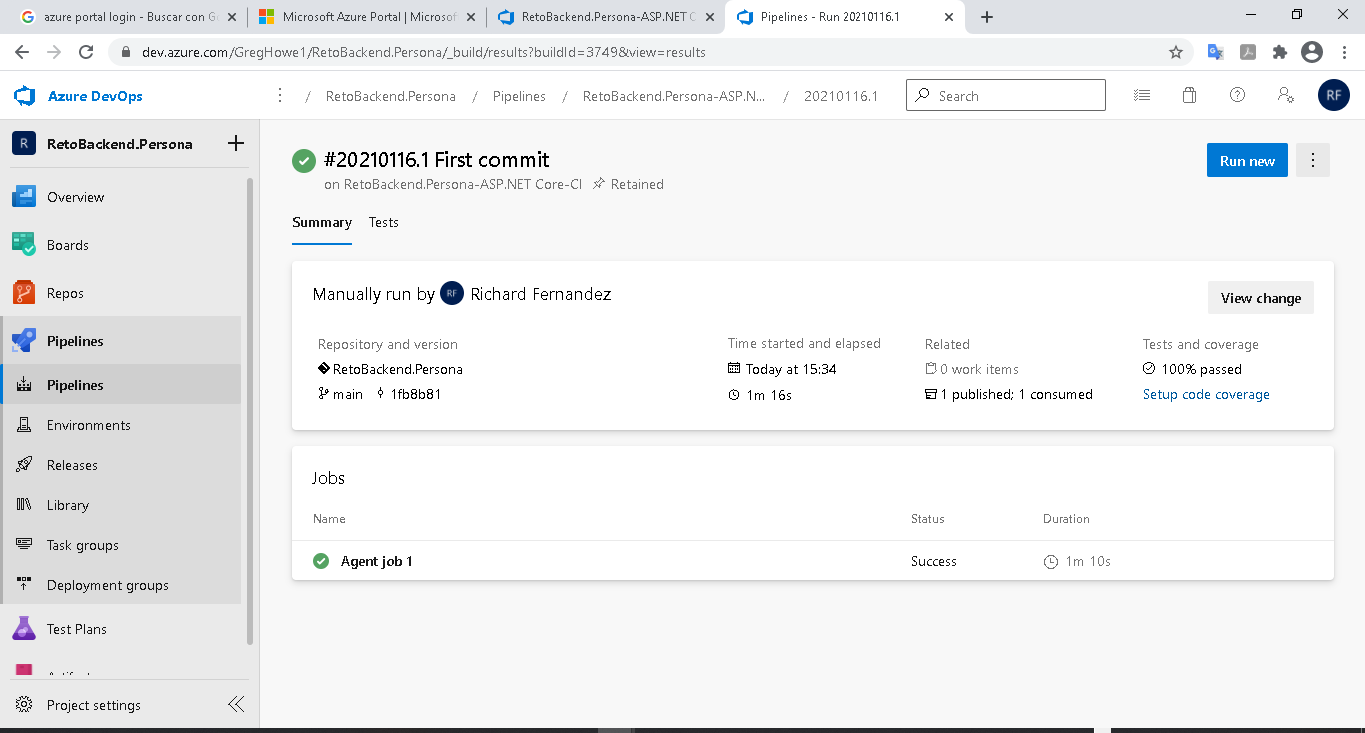 azure portal login - Buscar con G
Microsoft Azure Portal | Microsof
RetoBackend.Persona-ASP.NET C
Pipelines - Run 20210116.1
dev.azure.com/GregHowe1/RetoBackend.Persona/_build/results?buildId=3749&view=results
Azure DevOps
/ RetoBackend.Persona / Pipelines / RetoBackend.Persona-ASP.N... / 20210116.1
Search
RF
R RetoBackend.Persona
Overview
Boards
Repos
Pipelines
Pipelines
Environments
Releases
Library
Task groups
Deployment groups
Test Plans
Project settings
#20210116.1 First commit
on RetoBackend.Persona-ASP.NET Core-CI Retained
Run new
Summary Tests
Manually run by RF Richard Fernandez
View change
Repository and version
RetoBackend.Persona
main 1fb8b81
Time started and elapsed
Today at 15:34
1m 16s
Related
0 work items
1 published; 1 consumed
Tests and coverage
100% passed
Setup code coverage
Jobs
Name Status Duration
Agent job 1 Success 1m 10s